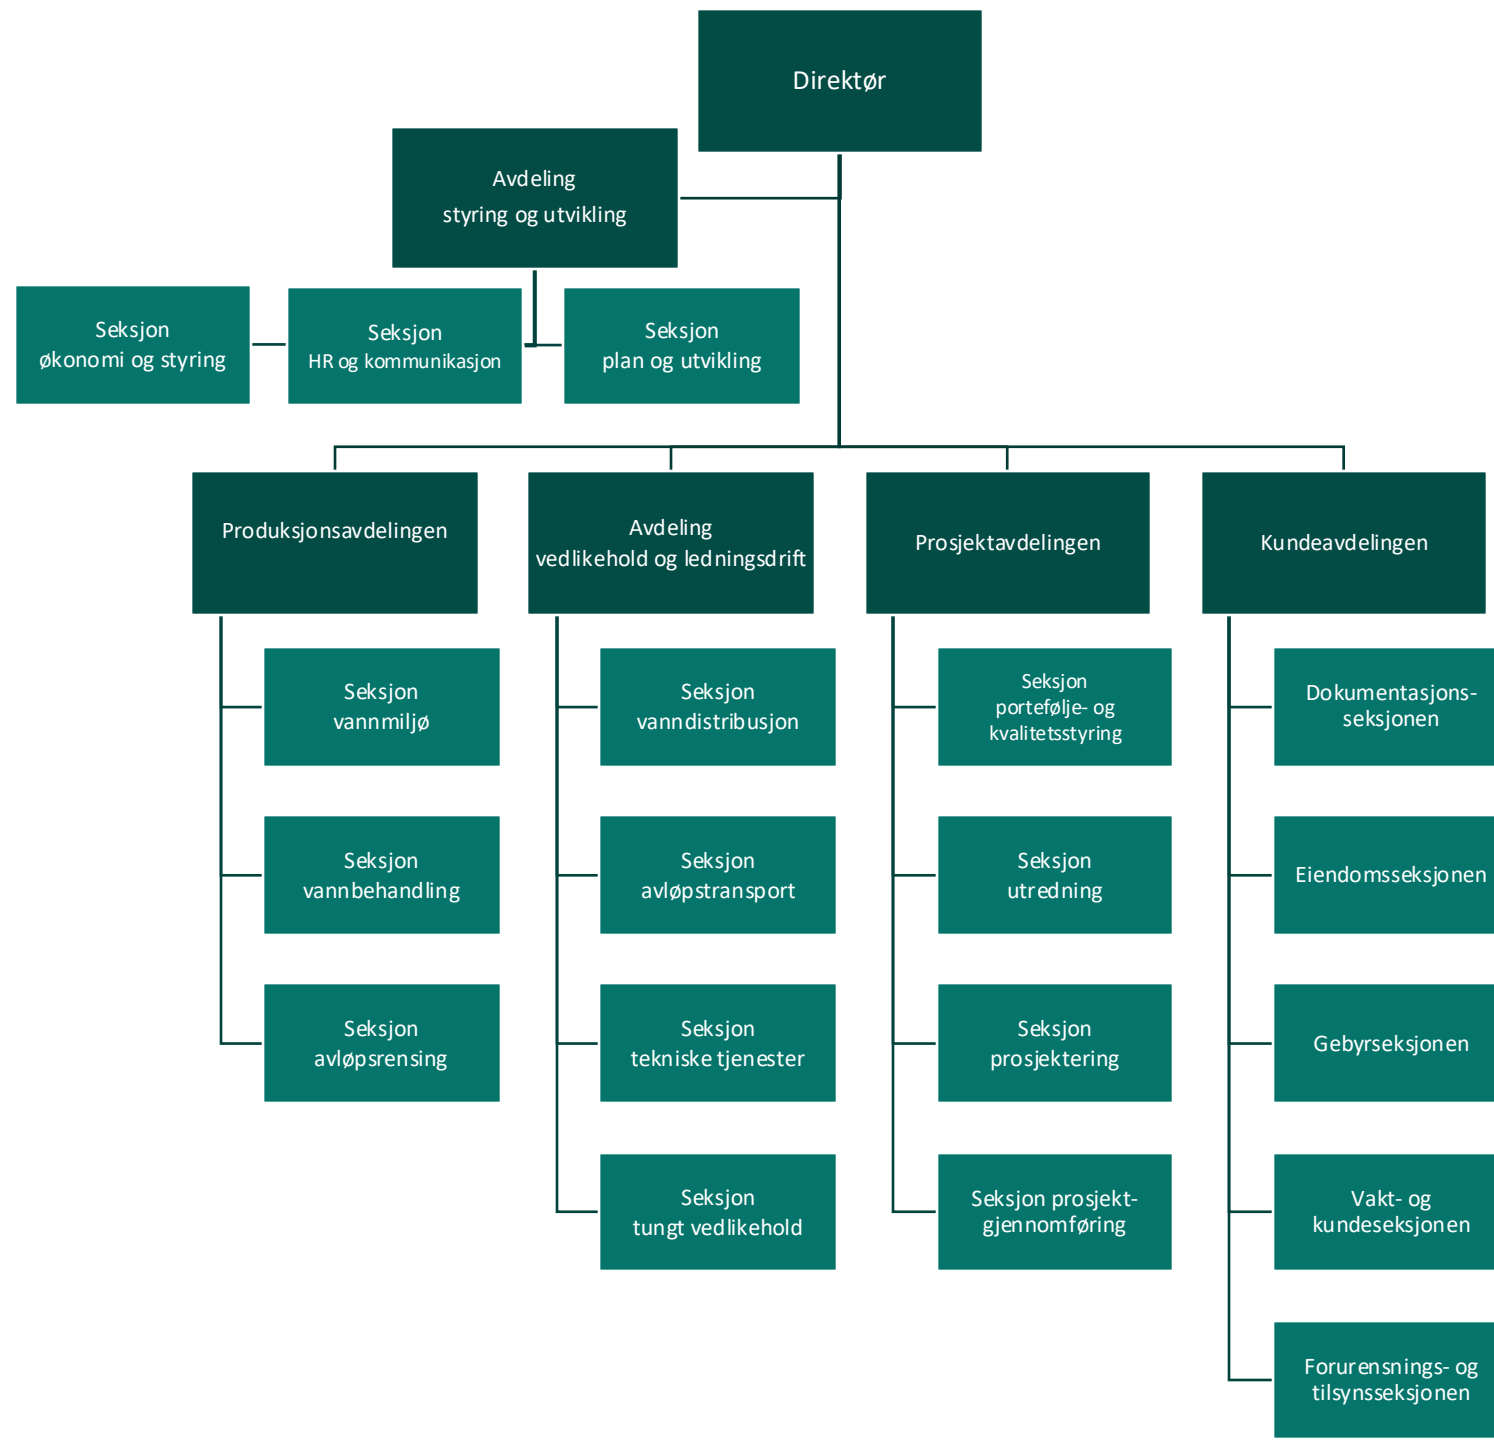 Direktør
Avdeling
styring og utvikling
Seksjon
økonomi og styring
Seksjon
HR og kommunikasjon
Seksjon
plan og utvikling
Produksjonsavdelingen
Avdeling
vedlikehold og ledningsdrift
Prosjektavdelingen
Kundeavdelingen
Seksjon
vannmiljø
Seksjon
vannbehandling
Seksjon
avløpsrensing
Seksjon
vanndistribusjon
Seksjon
avløpstransport
Seksjon
tekniske tjenester
Seksjon
tungt vedlikehold
Seksjon
portefølje- og
kvalitetsstyring
Seksjon
utredning
Seksjon
prosjektering
Seksjon prosjekt-
gjennomføring
Dokumentasjons-
seksjonen
Eiendomsseksjonen
Gebyrseksjonen
Vakt- og
kundeseksjonen
Forurensnings- og
tilsynsseksjonen